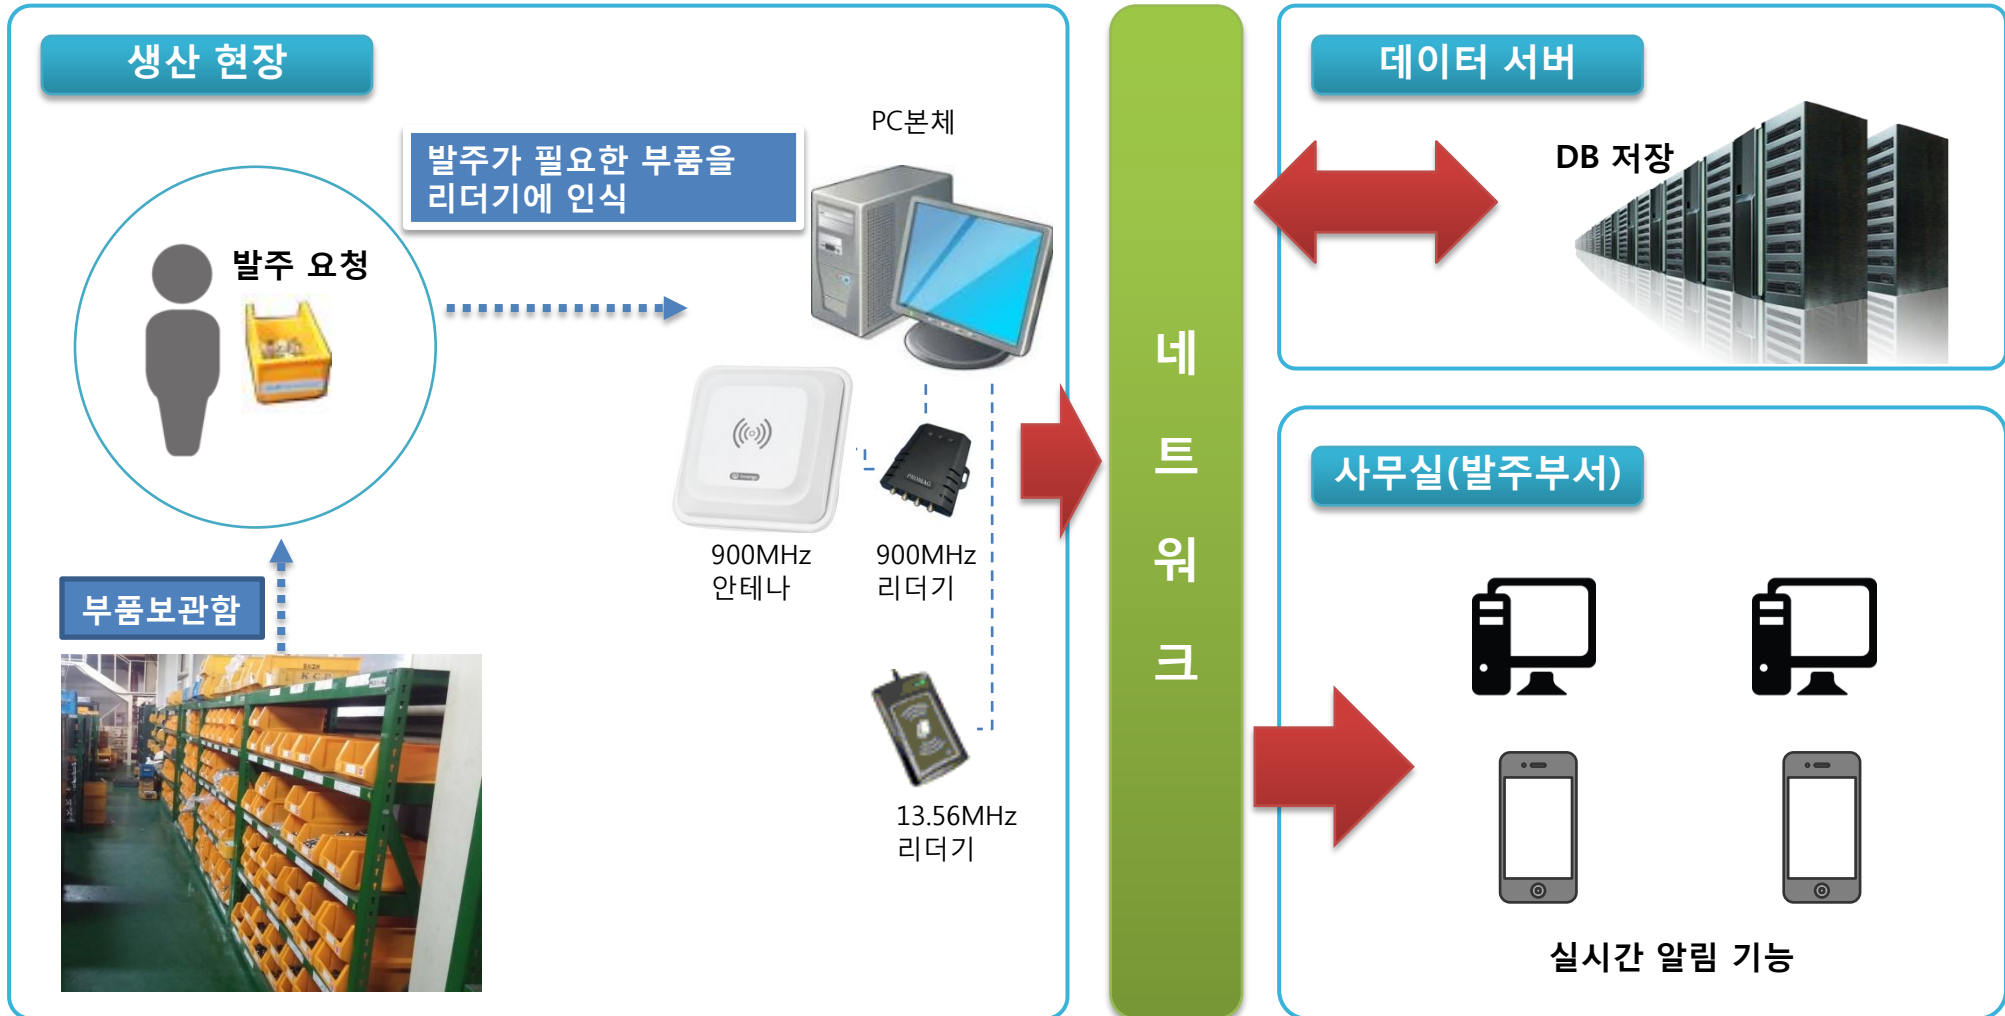 생산 현장
발주가 필요한 부품을
리더기에 인식
PC본체
발주 요청
900MHz
안테나
900MHz
리더기
부품보관함
13.56MHz
리더기
네
트
워
크
데이터 서버
DB 저장
사무실(발주부서)
실시간 알림 기능